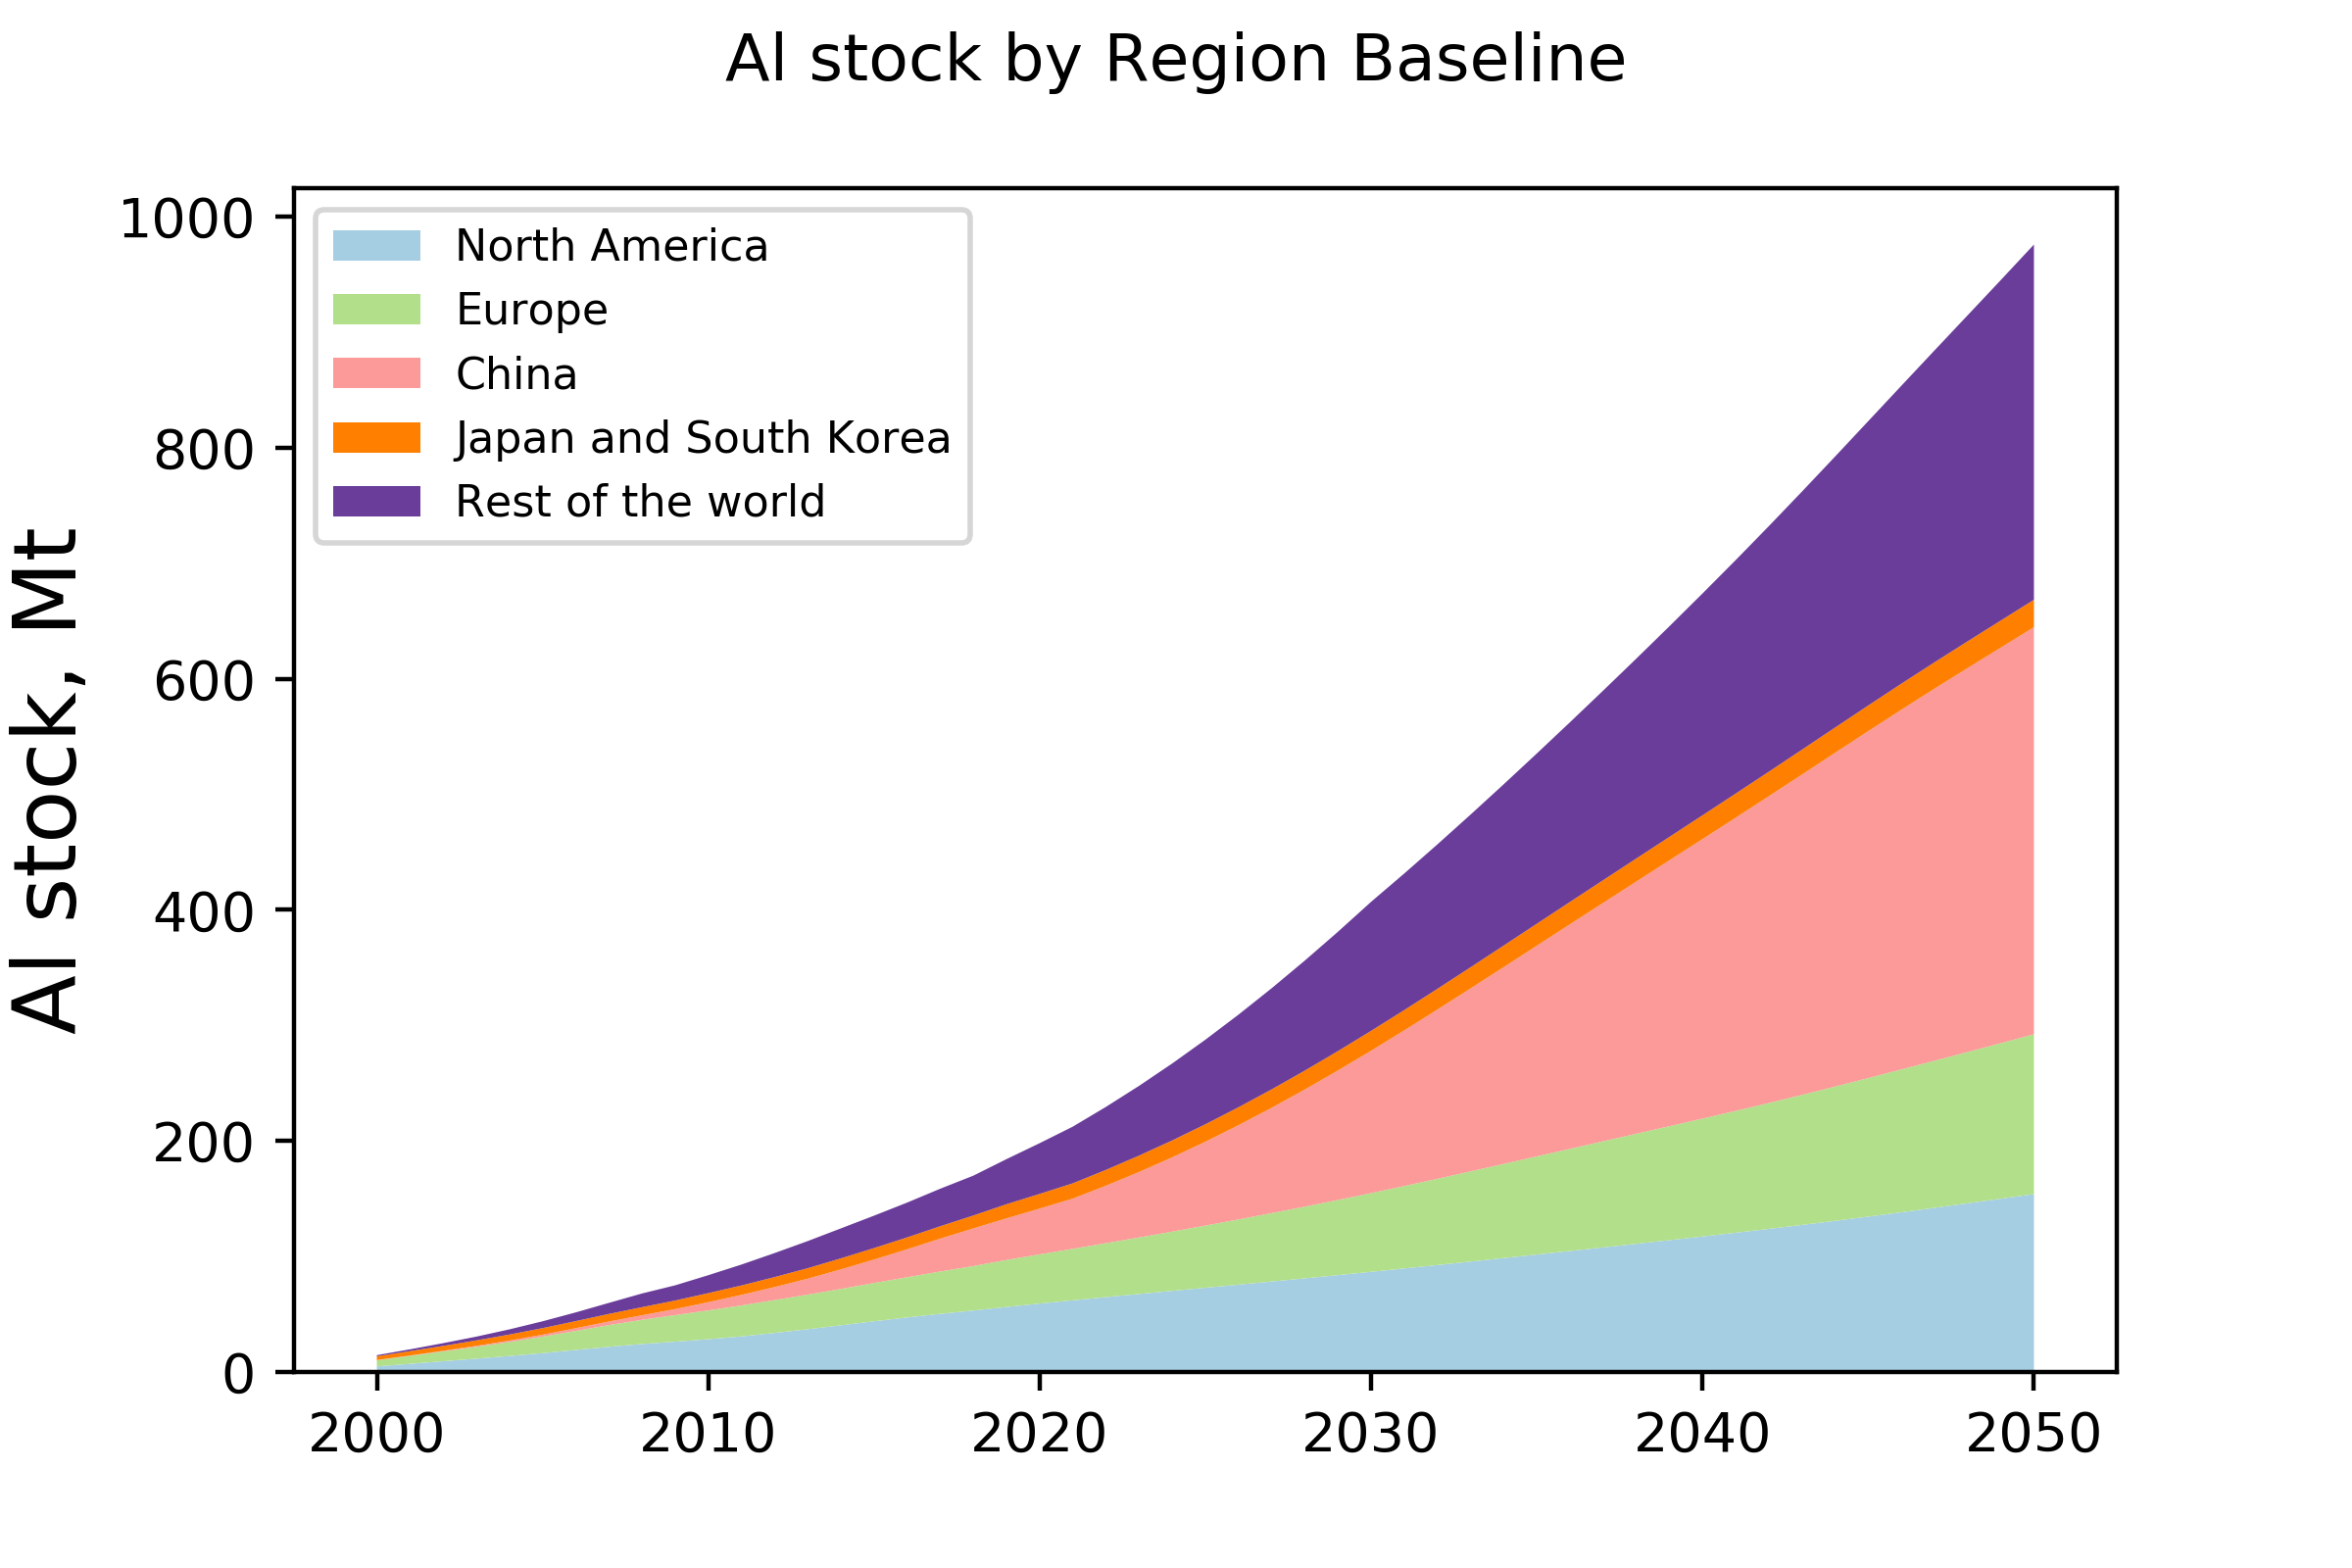 Al stock by Region Baseline
1000
800
600
400
200
0
Al stock, Mt
North America
Europe
China
Japan and South Korea
Rest of the world
2000 2010 2020 2030 2040 2050